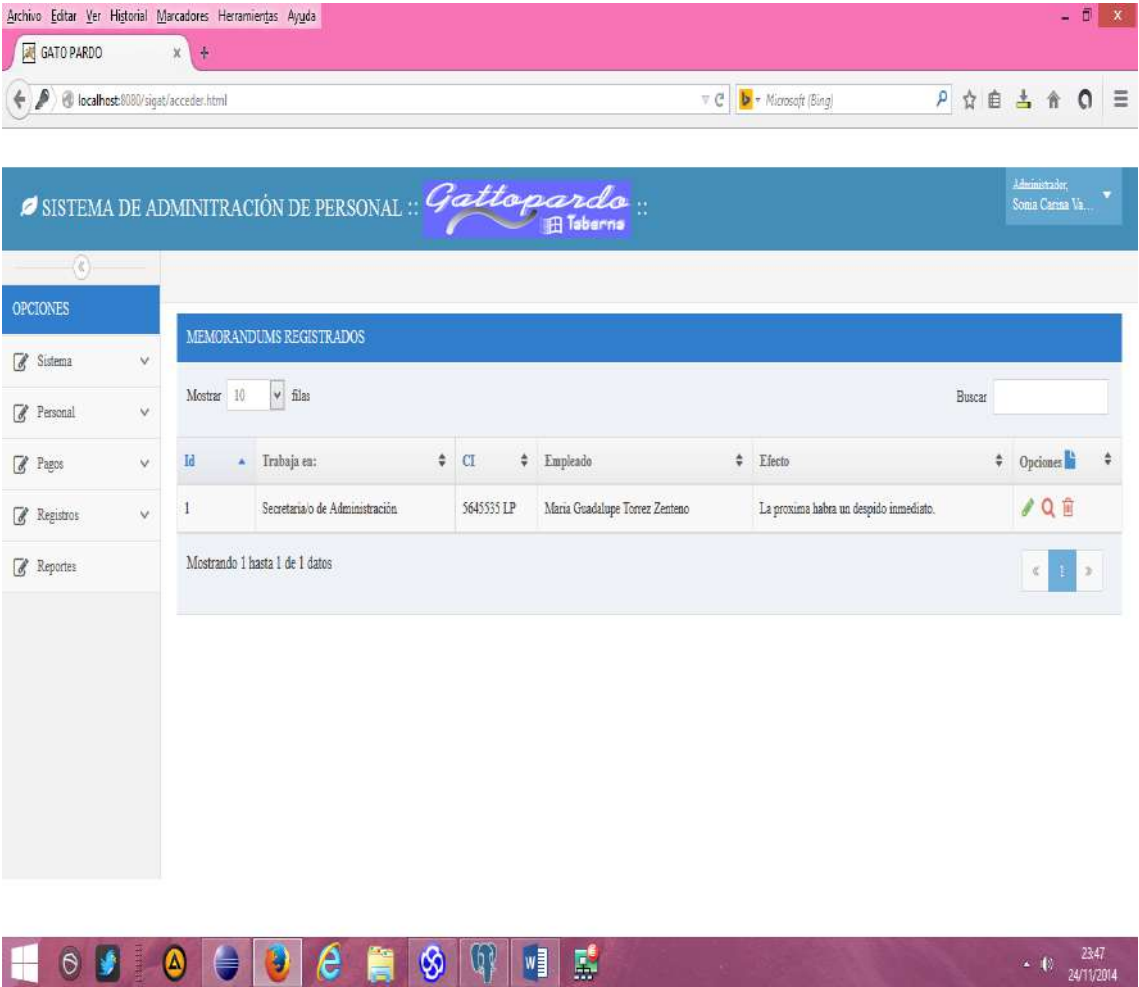 Archivo Editar Ver Historial Marcadores Herramientas Ayuda
GATO PARDO
localhost:8080/sigat/acceder.html
Microsoft (Bing)
SISTEMA DE ADMINITRACIÓN DE PERSONAL :: Gattopardo Taberna ::
Administrador,
Sonia Carina Va...
OPCIONES
Sistema
Personal
Pagos
Registros
Reportes
MEMORANDUMS REGISTRADOS
Mostrar 10 filas
Buscar
Id Trabaja en: CI Empleado Efecto Opciones
1 Secretaria/o de Administración 5645535 LP Maria Guadalupe Torrez Zenteno La proxima habra un despido inmediato.
Mostrando 1 hasta 1 de 1 datos
« 1 »
23:47
24/11/2014